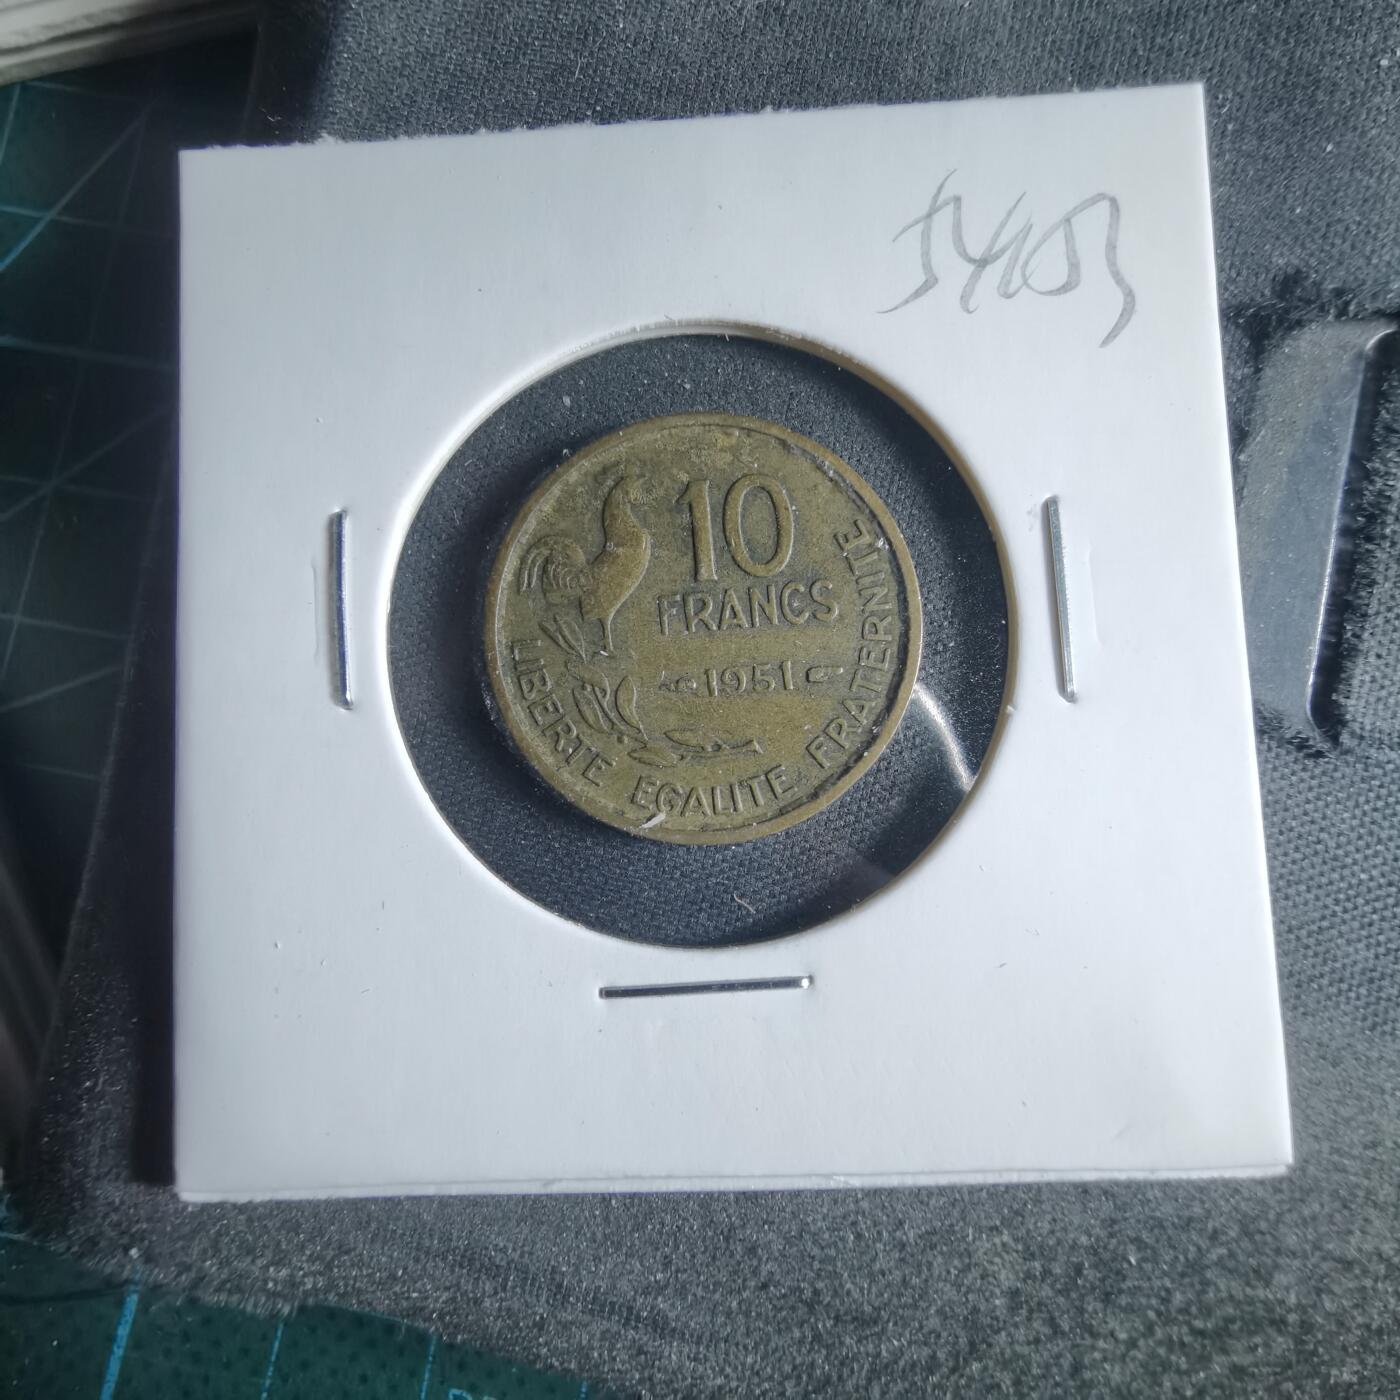 10
FRANCS
1951
LIBERTE EGALITE FRATERNITE